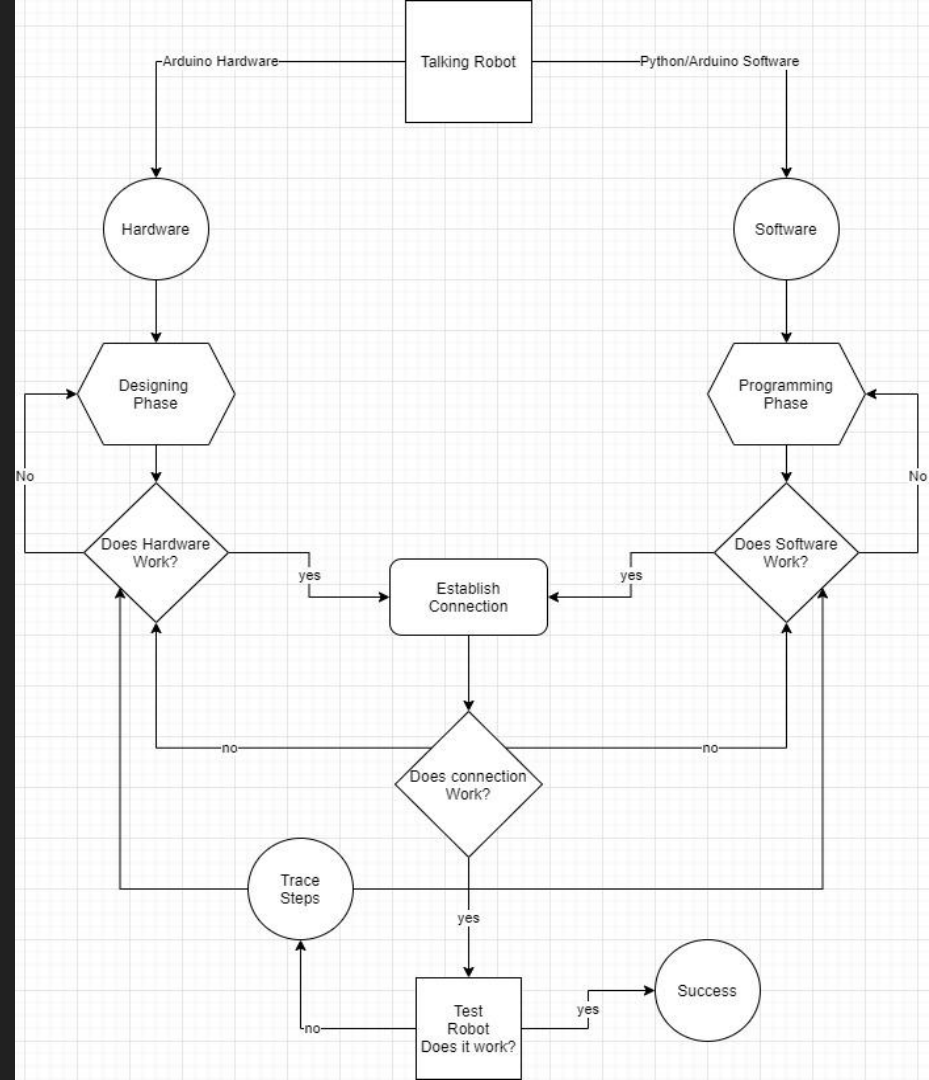 Talking Robot
Arduino Hardware
Python/Arduino Software
Hardware
Software
Designing
Phase
Programming
Phase
No
No
Does Hardware
Work?
Does Software
Work?
yes
yes
Establish
Connection
no
no
Does connection
Work?
Trace
Steps
yes
Success
Test
Robot
Does it work?
yes
no